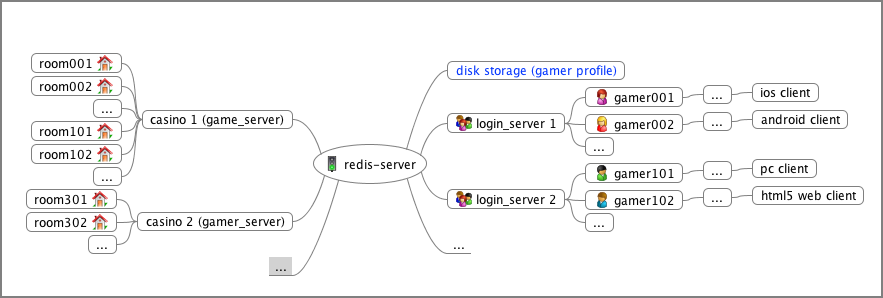 room001
room002
...
room101
room102
...
casino 1 (game_server)
room301
room302
...
casino 2 (gamer_server)
...
redis-server
disk storage (gamer profile)
login_server 1
gamer001
...
ios client
gamer002
...
android client
...
login_server 2
gamer101
...
pc client
gamer102
...
html5 web client
...
...